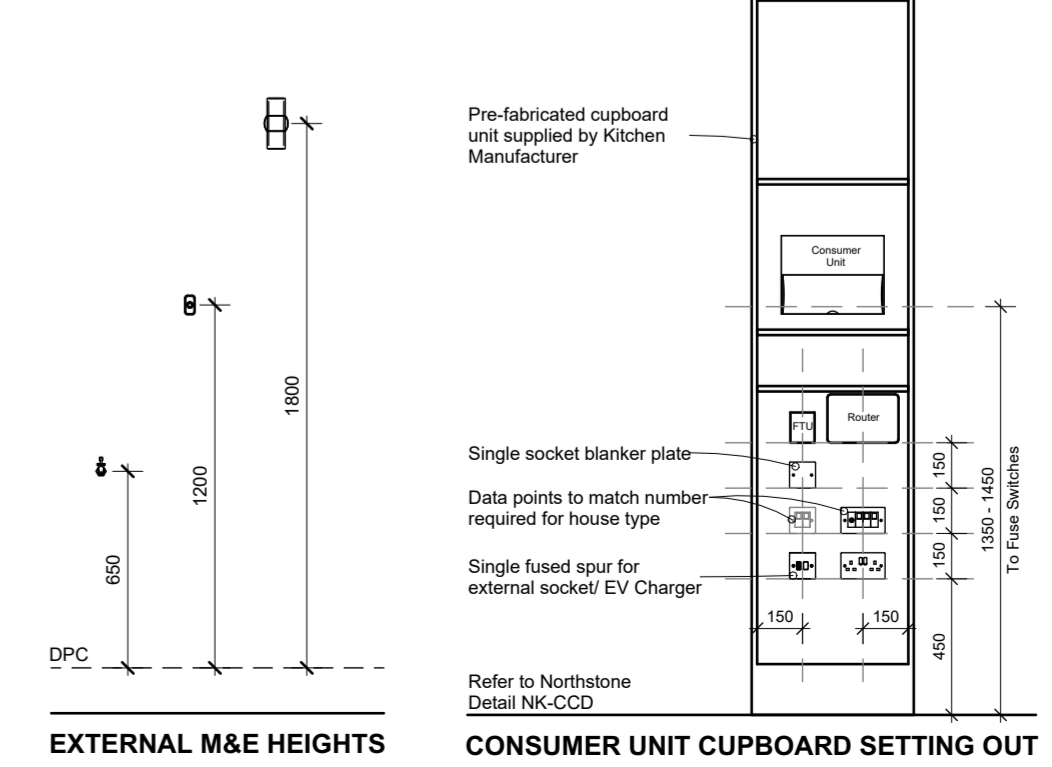 Pre-fabricated cupboard
unit supplied by Kitchen
Manufacturer
Consumer
Unit
1800
1200
650
DPC
EXTERNAL M&E HEIGHTS
FTU
Router
Single socket blanker plate
Data points to match number
required for house type
Single fused spur for
external socket/ EV Charger
150
150
150
150
150
450
1350 - 1450
To Fuse Switches
Refer to Northstone
Detail NK-CCD
CONSUMER UNIT CUPBOARD SETTING OUT